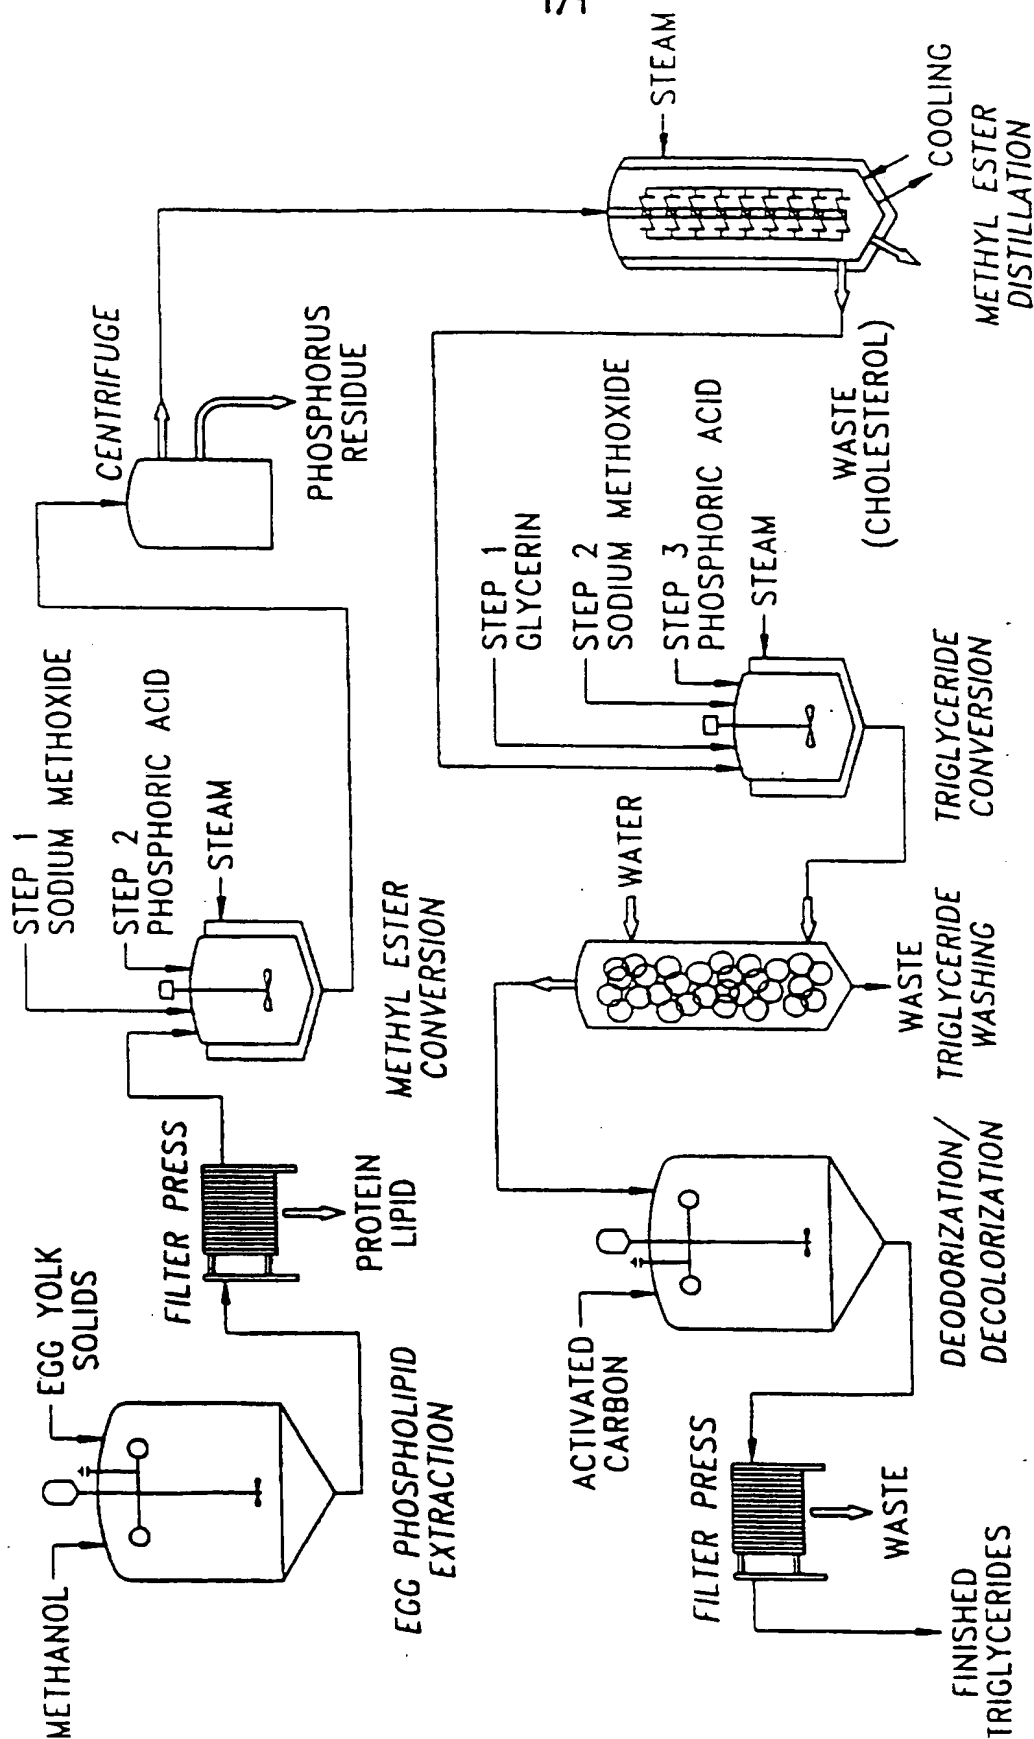 1/1
METHANOL
EGG YOLK
SOLIDS
EGG PHOSPHOLIPID
EXTRACTION
FILTER PRESS
PROTEIN
LIPID
STEP 1
SODIUM METHOXIDE
STEP 2
PHOSPHORIC ACID
STEAM
METHYL ESTER
CONVERSION
CENTRIFUGE
PHOSPHORUS
RESIDUE
STEAM
COOLING
METHYL ESTER
DISTILLATION
WASTE
(CHOLESTEROL)
STEP 1
GLYCERIN
STEP 2
SODIUM METHOXIDE
STEP 3
PHOSPHORIC ACID
STEAM
TRIGLYCERIDE
CONVERSION
WATER
WASTE
TRIGLYCERIDE
WASHING
ACTIVATED
CARBON
DEODORIZATION/
DECOLORIZATION
FILTER PRESS
WASTE
FINISHED
TRIGLYCERIDES